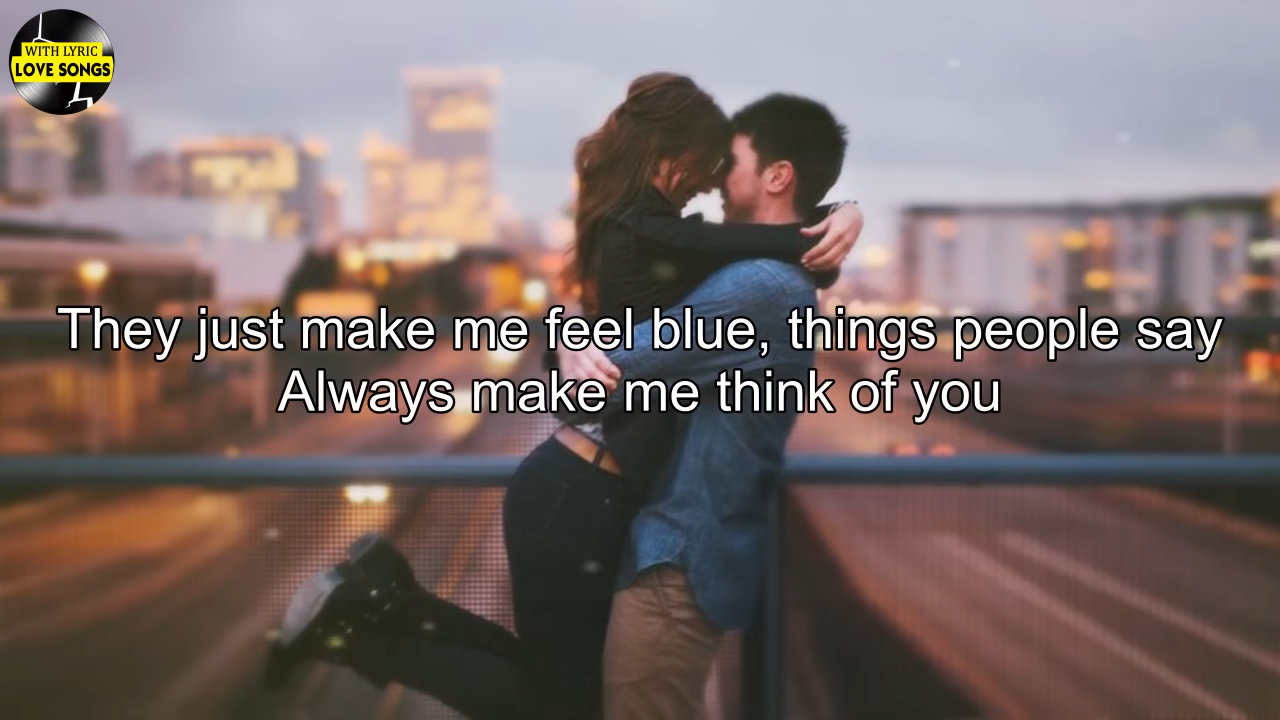 WITH LYRIC
LOVE SONGS
They just make me feel blue, things people say
Always make me think of you